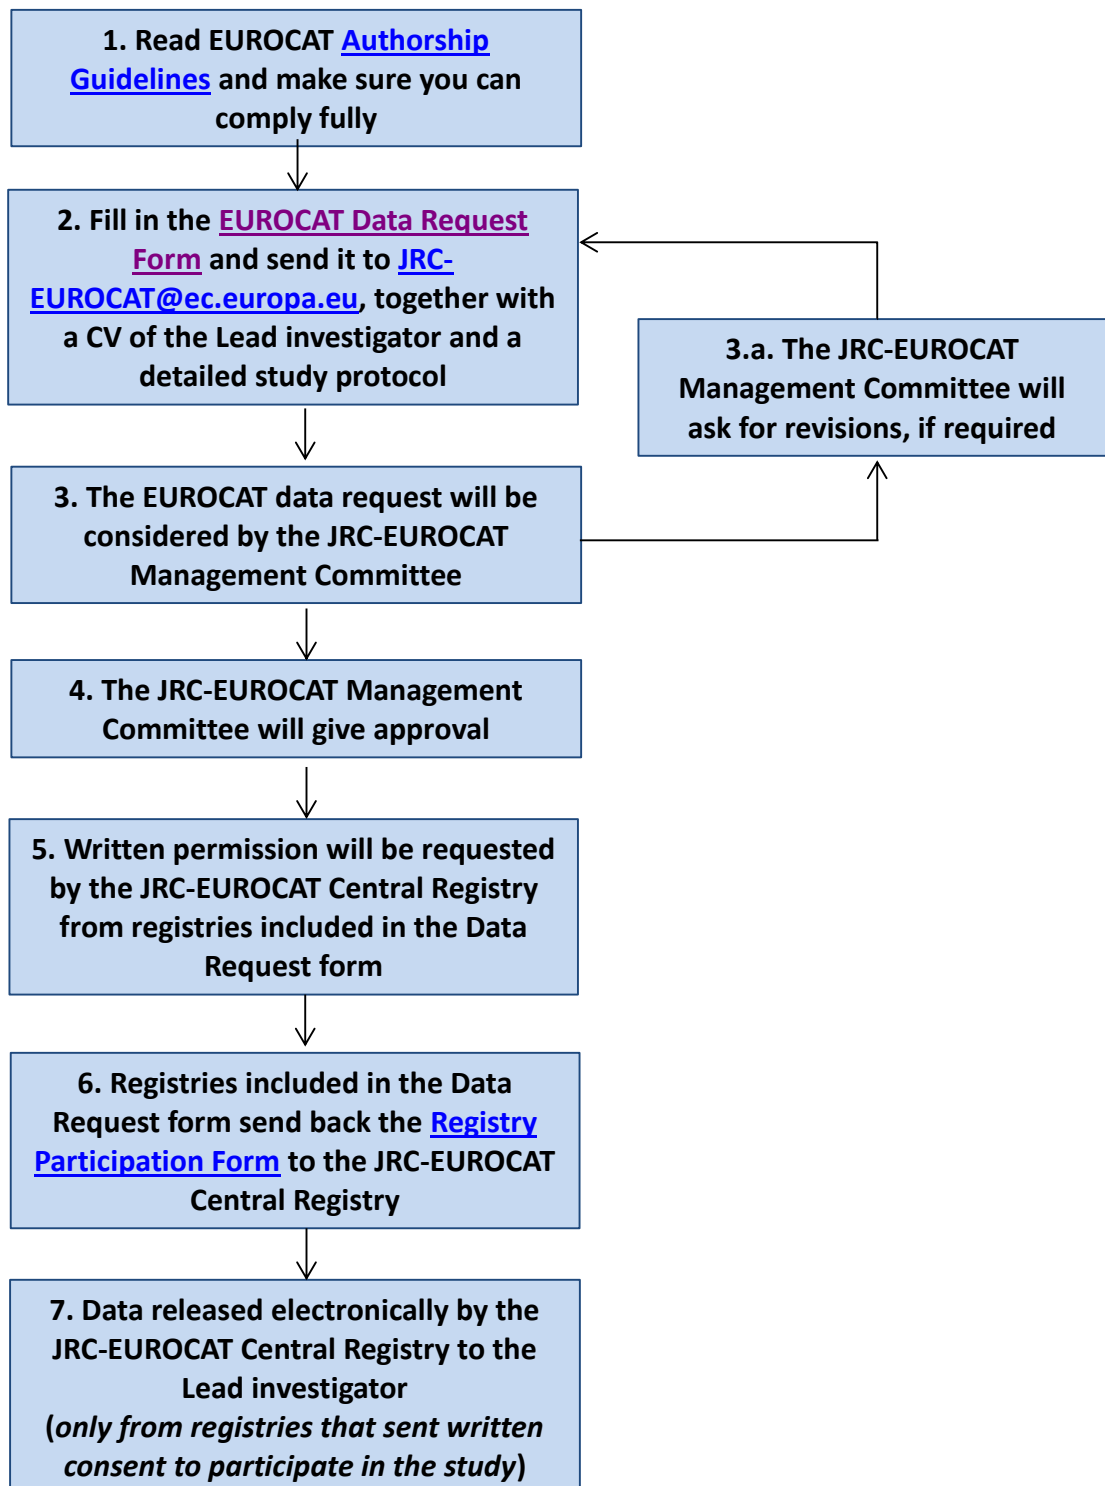 1. Read EUROCAT Authorship
Guidelines and make sure you can
comply fully
2. Fill in the EUROCAT Data Request
Form and send it to JRC-
EUROCAT@ec.europa.eu, together with
a CV of the Lead investigator and a
detailed study protocol
3.a. The JRC-EUROCAT
Management Committee will
ask for revisions, if required
3. The EUROCAT data request will be
considered by the JRC-EUROCAT
Management Committee
4. The JRC-EUROCAT Management
Committee will give approval
5. Written permission will be requested
by the JRC-EUROCAT Central Registry
from registries included in the Data
Request form
6. Registries included in the Data
Request form send back the Registry
Participation Form to the JRC-EUROCAT
Central Registry
7. Data released electronically by the
JRC-EUROCAT Central Registry to the
Lead investigator
(only from registries that sent written
consent to participate in the study)